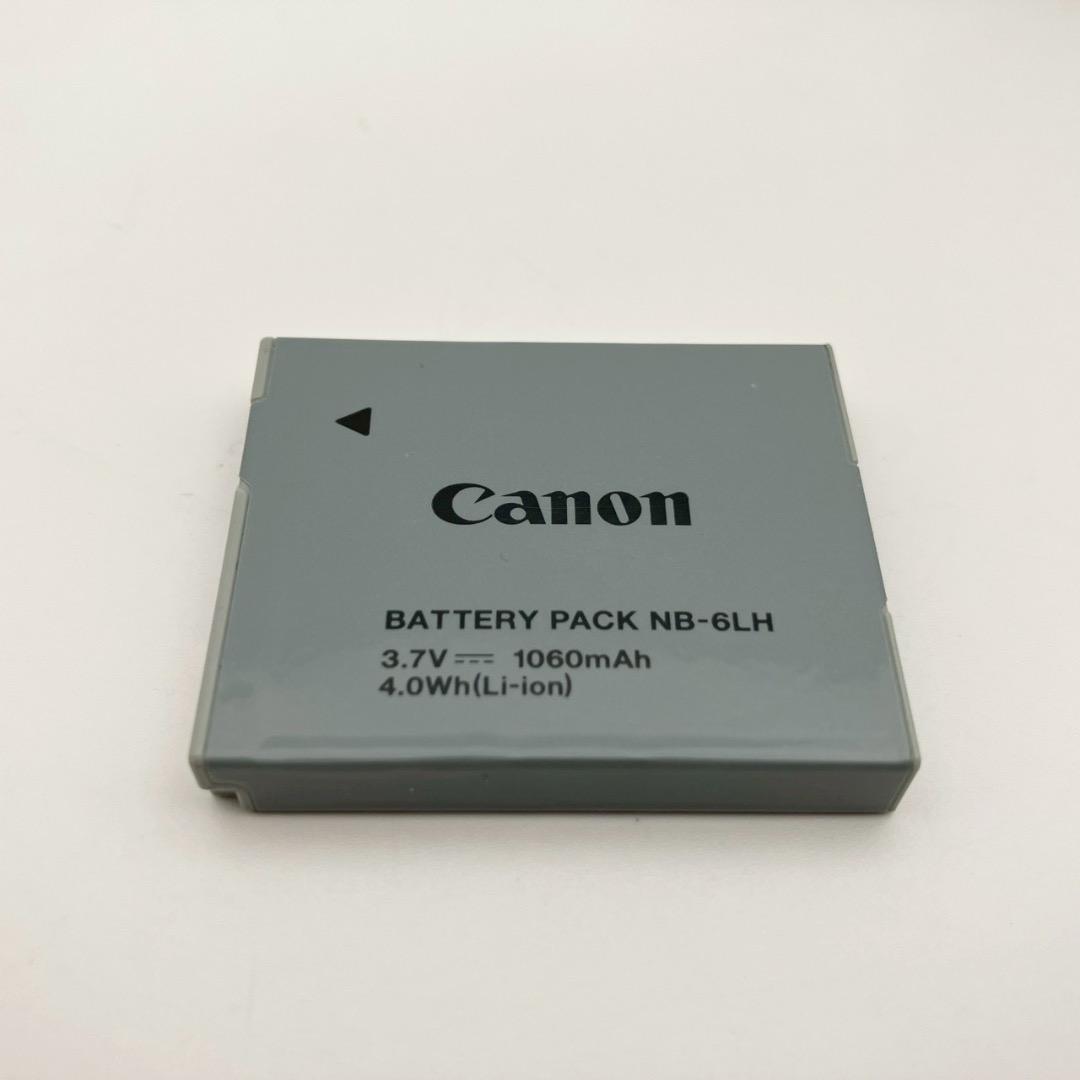 Canon
BATTERY PACK NB-6LH
3.7V⎓ 1060mAh
4.0Wh(Li-ion)